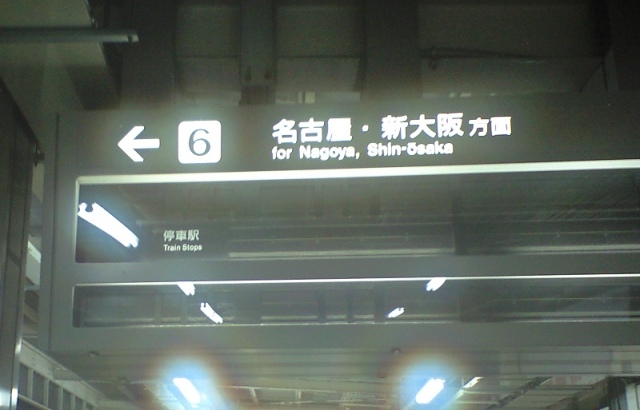 ← 6 名古屋・新大阪方面
for Nagoya, Shin-ōsaka
停車駅
Train Stops